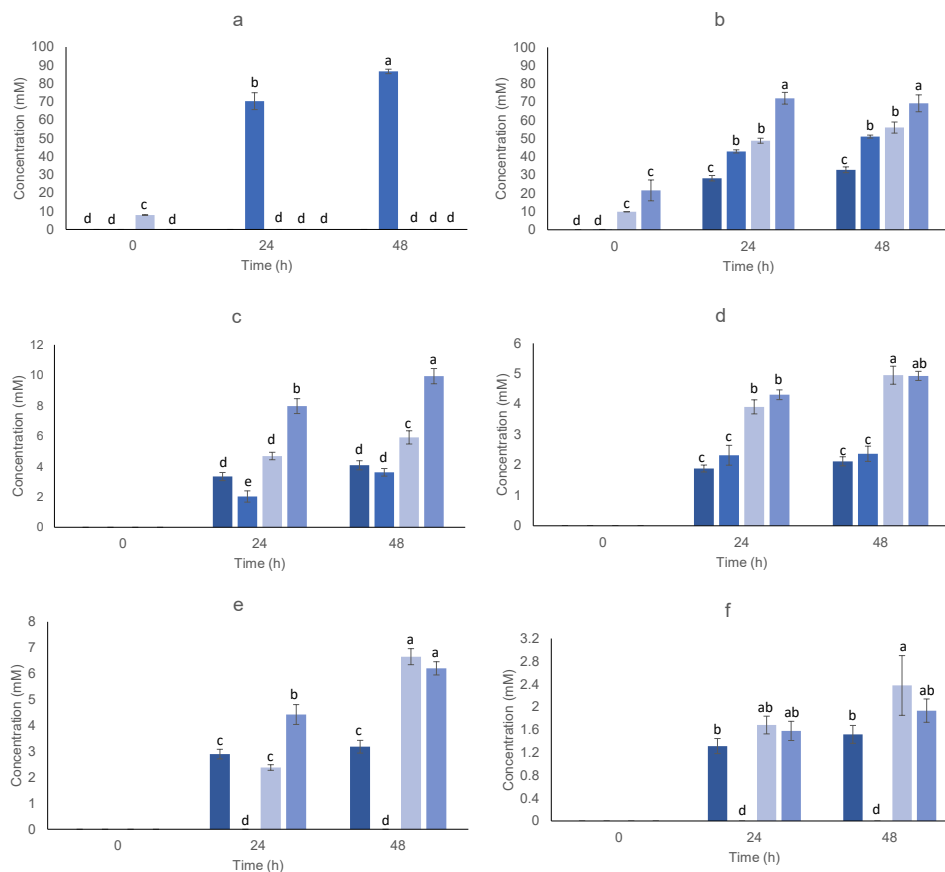 a
Concentration (mM)
100
90
80
70
60
50
40
30
20
10
0
d d c d
b d d d
a d d d
0 24 48
Time (h)
b
Concentration (mM)
100
90
80
70
60
50
40
30
20
10
0
d d c c
c b b a
c b b a
0 24 48
Time (h)
c
Concentration (mM)
12
10
8
6
4
2
0
d e d b
d d c a
0 24 48
Time (h)
d
Concentration (mM)
6
5
4
3
2
1
0
c c b b
c c a ab
0 24 48
Time (h)
e
Concentration (mM)
8
7
6
5
4
3
2
1
0
c d c b
c d a a
0 24 48
Time (h)
f
Concentration (mM)
3.2
2.8
2.4
2
1.6
1.2
0.8
0.4
0
b d ab ab
b d a ab
0 24 48
Time (h)